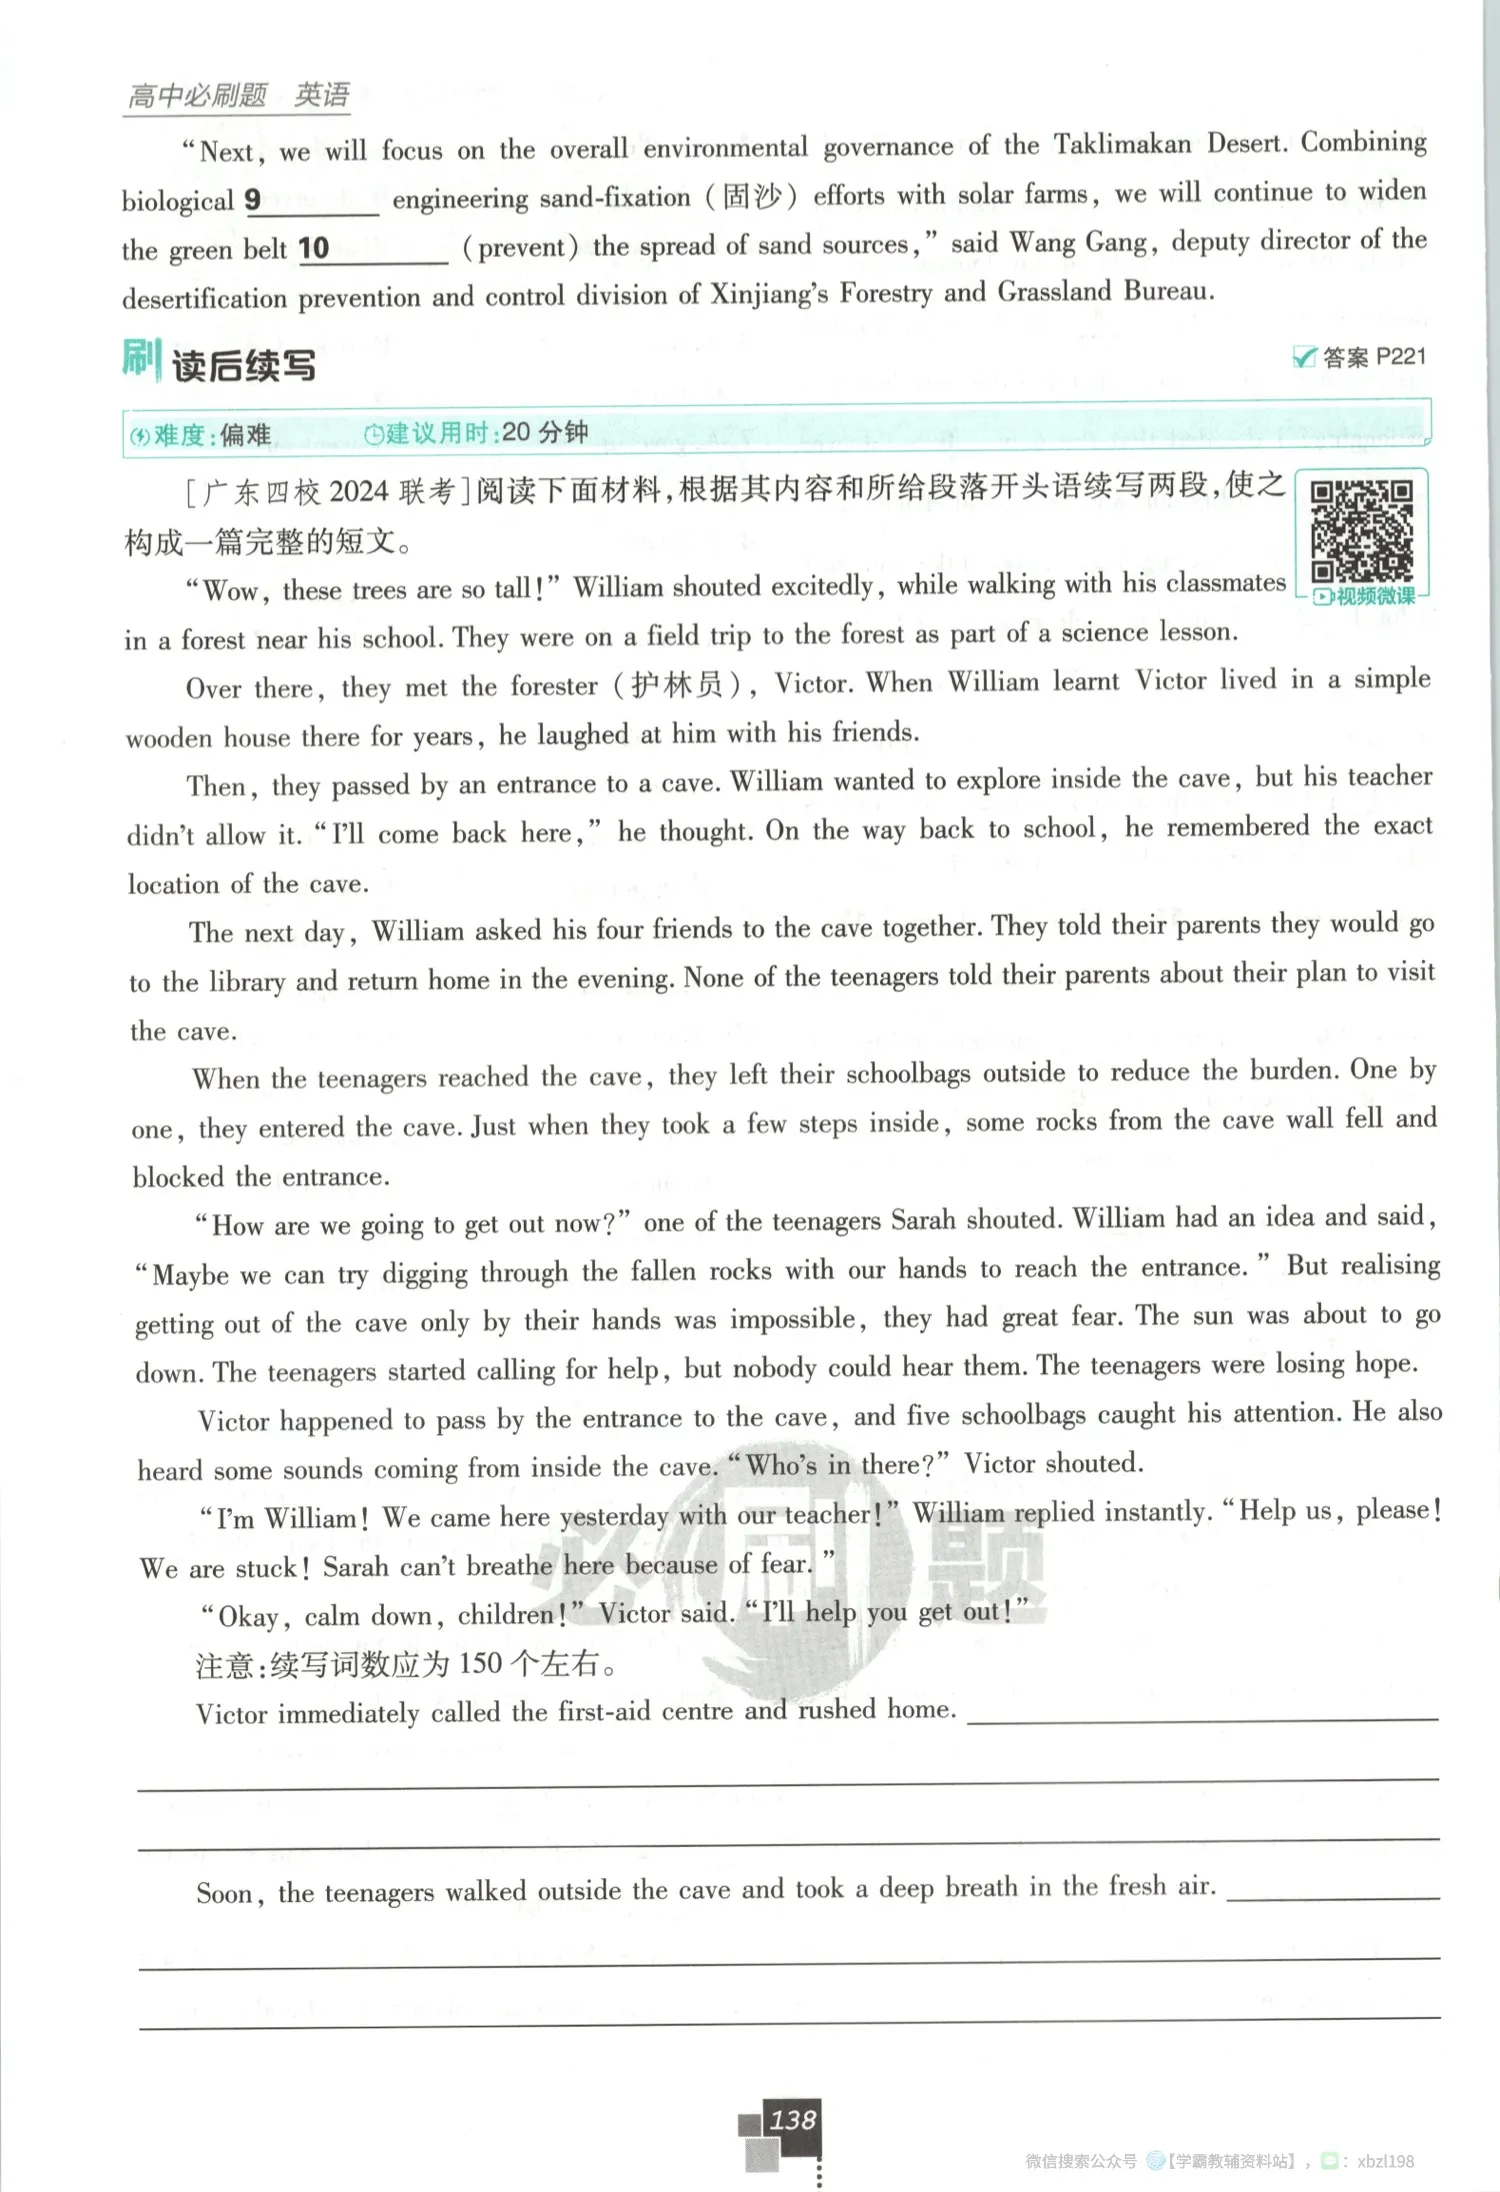 高中必刷题 英语
“Next, we will focus on the overall environmental governance of the Taklimakan Desert. Combining
biological 9________ engineering sand-fixation（固沙）efforts with solar farms, we will continue to widen
the green belt 10________（prevent）the spread of sand sources,” said Wang Gang, deputy director of the
desertification prevention and control division of Xinjiang’s Forestry and Grassland Bureau.
刷 读后续写
答案 P221
难度:偏难 建议用时:20 分钟
［广东四校 2024 联考］阅读下面材料,根据其内容和所给段落开头语续写两段,使之
构成一篇完整的短文。
视频微课
“Wow, these trees are so tall!” William shouted excitedly, while walking with his classmates
in a forest near his school. They were on a field trip to the forest as part of a science lesson.
Over there, they met the forester（护林员）, Victor. When William learnt Victor lived in a simple
wooden house there for years, he laughed at him with his friends.
Then, they passed by an entrance to a cave. William wanted to explore inside the cave, but his teacher
didn’t allow it. “I’ll come back here,” he thought. On the way back to school, he remembered the exact
location of the cave.
The next day, William asked his four friends to the cave together. They told their parents they would go
to the library and return home in the evening. None of the teenagers told their parents about their plan to visit
the cave.
When the teenagers reached the cave, they left their schoolbags outside to reduce the burden. One by
one, they entered the cave. Just when they took a few steps inside, some rocks from the cave wall fell and
blocked the entrance.
“How are we going to get out now?” one of the teenagers Sarah shouted. William had an idea and said,
“Maybe we can try digging through the fallen rocks with our hands to reach the entrance.” But realising
getting out of the cave only by their hands was impossible, they had great fear. The sun was about to go
down. The teenagers started calling for help, but nobody could hear them. The teenagers were losing hope.
Victor happened to pass by the entrance to the cave, and five schoolbags caught his attention. He also
heard some sounds coming from inside the cave. “Who’s in there?” Victor shouted.
“I’m William! We came here yesterday with our teacher!” William replied instantly. “Help us, please!
We are stuck! Sarah can’t breathe here because of fear.”
“Okay, calm down, children!” Victor said. “I’ll help you get out!”
必刷题
注意:续写词数应为 150 个左右。
Victor immediately called the first-aid centre and rushed home.
Soon, the teenagers walked outside the cave and took a deep breath in the fresh air.
138
微信搜索公众号 【学霸教辅资料站】，：xbzl198